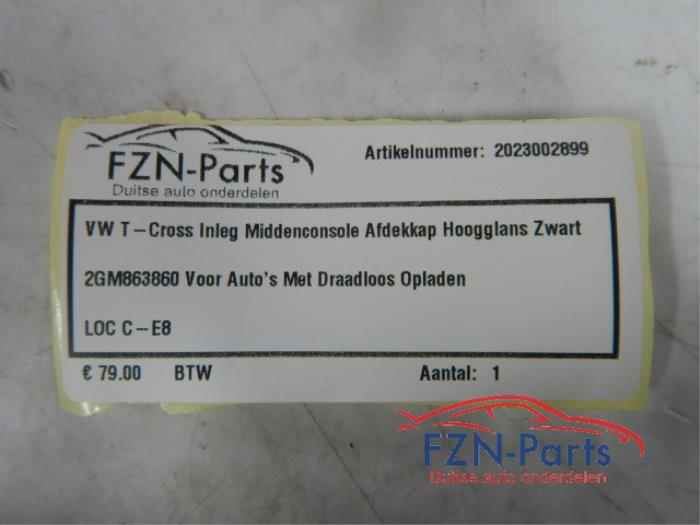 FZN-Parts
Duitse auto onderdelen
Artikelnummer: 2023002899
VW T-Cross Inleg Middenconsole Afdekkap Hoogglans Zwart
2GM863860 Voor Auto's Met Draadloos Opladen
LOC C-E8
€ 79.00 BTW Aantal: 1
FZN-Parts
Duitse auto onderdelen